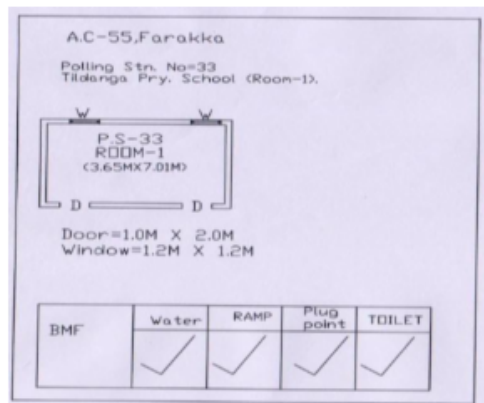 A.C-55,Farakka
Polling Stn. No=33
Tildanga Pry. School (Room-1).
W W
P.S-33
ROOM-1
(3.65MX7.01M)
D D
Door=1.0M X 2.0M
Window=1.2M X 1.2M
BMF Water RAMP Plug point TOILET